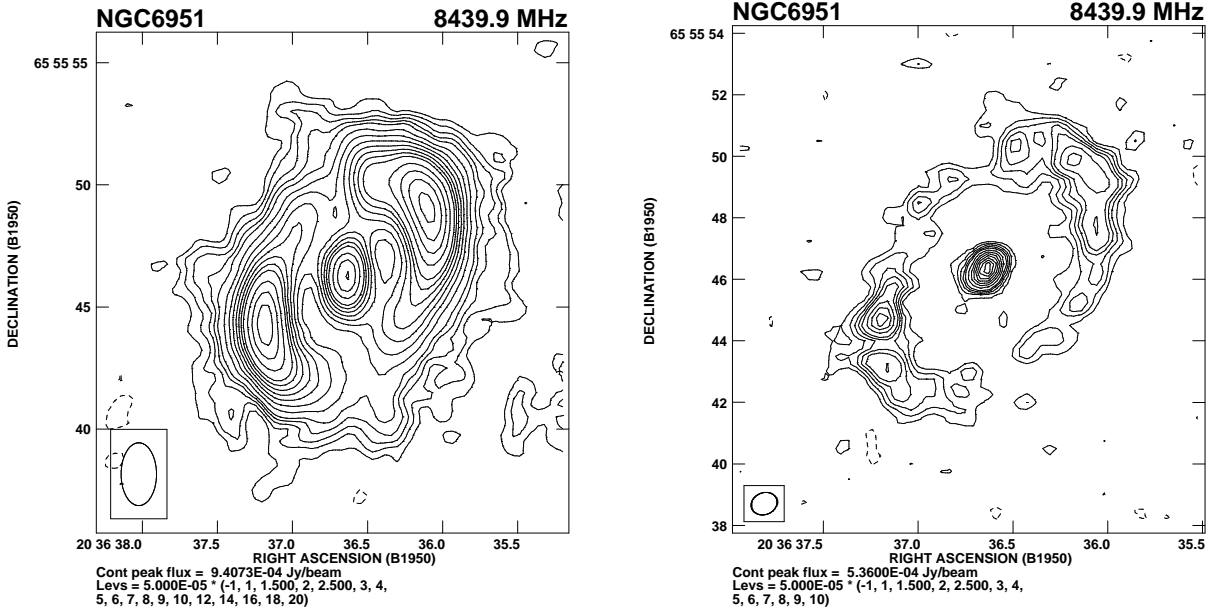 NGC6951 8439.9 MHz
65 55 55
50
45
40
DECLINATION (B1950)
20 36 38.0 37.5 37.0 36.5 36.0 35.5
RIGHT ASCENSION (B1950)
Cont peak flux = 9.4073E-04 Jy/beam
Levs = 5.000E-05 * (-1, 1, 1.500, 2, 2.500, 3, 4,
5, 6, 7, 8, 9, 10, 12, 14, 16, 18, 20)
NGC6951 8439.9 MHz
65 55 54
52
50
48
46
44
42
40
38
DECLINATION (B1950)
20 36 37.5 37.0 36.5 36.0
RIGHT ASCENSION (B1950)
Cont peak flux = 5.3600E-04 Jy/beam
Levs = 5.000E-05 * (-1, 1, 1.500, 2, 2.500, 3, 4,
5, 6, 7, 8, 9, 10)